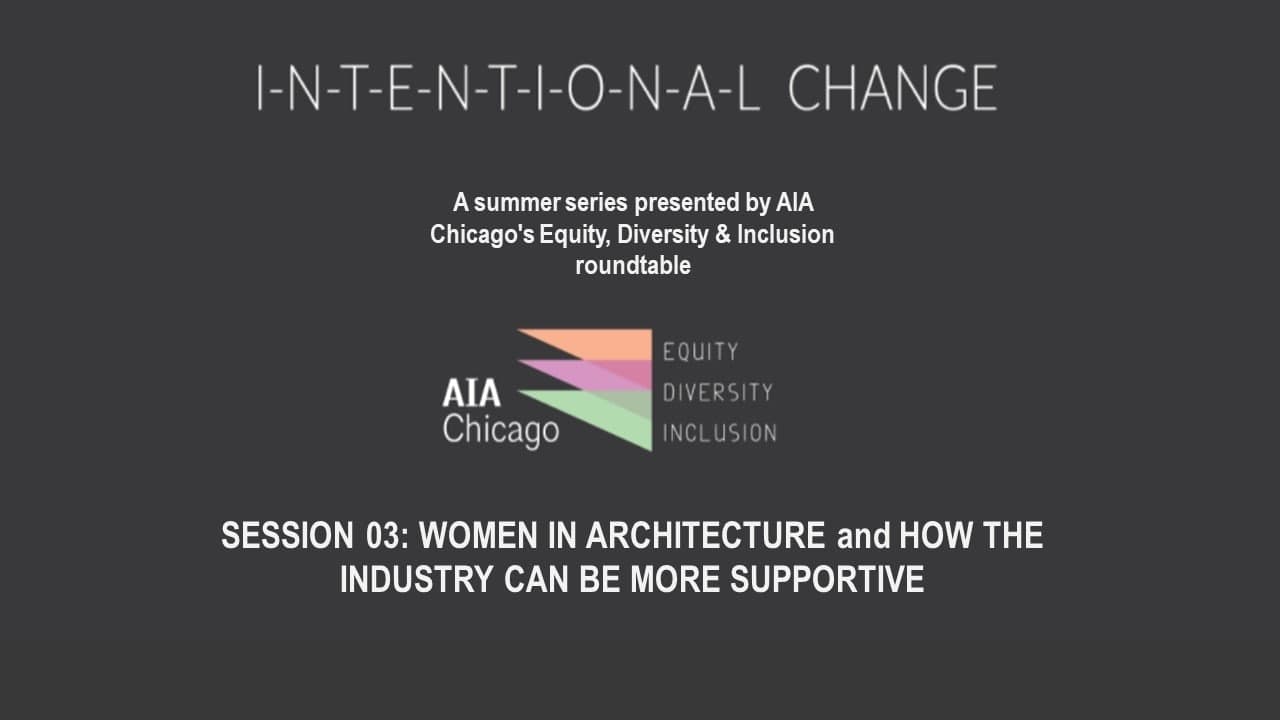 I-N-T-E-N-T-I-O-N-A-L CHANGE
A summer series presented by AIA
Chicago's Equity, Diversity & Inclusion
roundtable
AIA
Chicago
EQUITY
DIVERSITY
INCLUSION
SESSION 03: WOMEN IN ARCHITECTURE and HOW THE
INDUSTRY CAN BE MORE SUPPORTIVE